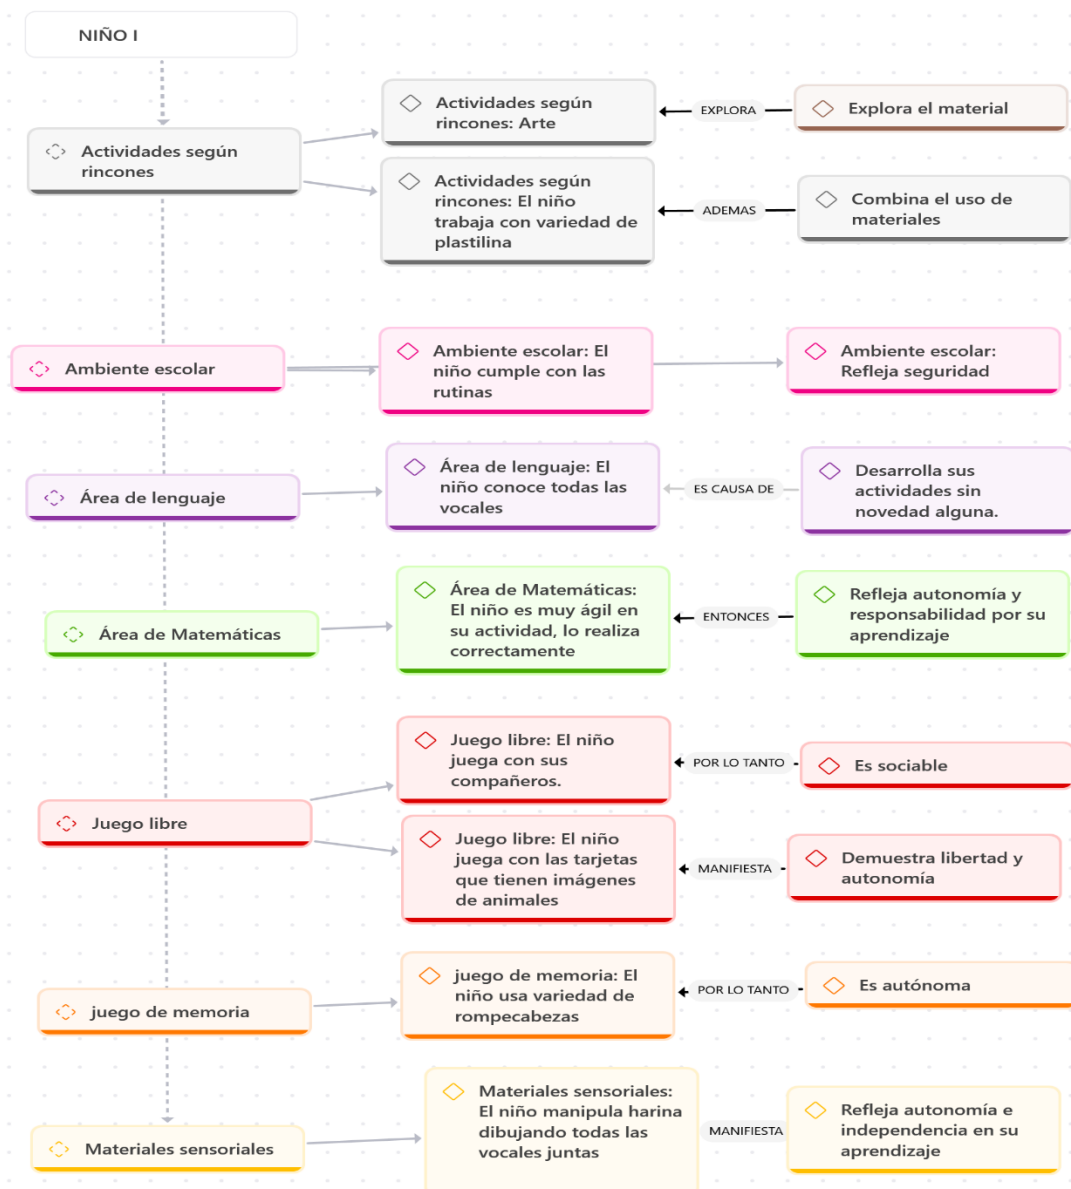 NIÑO I
Actividades según
rincones: Arte
EXPLORA
Explora el material
Actividades según
rincones
Actividades según
rincones: El niño
trabaja con variedad de
plastilina
ADEMAS
Combina el uso de
materiales
Ambiente escolar
Ambiente escolar: El
niño cumple con las
rutinas
Ambiente escolar:
Refleja seguridad
Área de lenguaje
Área de lenguaje: El
niño conoce todas las
vocales
ES CAUSA DE
Desarrolla sus
actividades sin
novedad alguna.
Área de Matemáticas
Área de Matemáticas:
El niño es muy ágil en
su actividad, lo realiza
correctamente
ENTONCES
Refleja autonomía y
responsabilidad por su
aprendizaje
Juego libre
Juego libre: El niño
juega con sus
compañeros.
POR LO TANTO
Es sociable
Juego libre: El niño
juega con las tarjetas
que tienen imágenes
de animales
MANIFIESTA
Demuestra libertad y
autonomía
juego de memoria
juego de memoria: El
niño usa variedad de
rompecabezas
POR LO TANTO
Es autónoma
Materiales sensoriales
Materiales sensoriales:
El niño manipula harina
dibujando todas las
vocales juntas
MANIFIESTA
Refleja autonomía e
independencia en su
aprendizaje